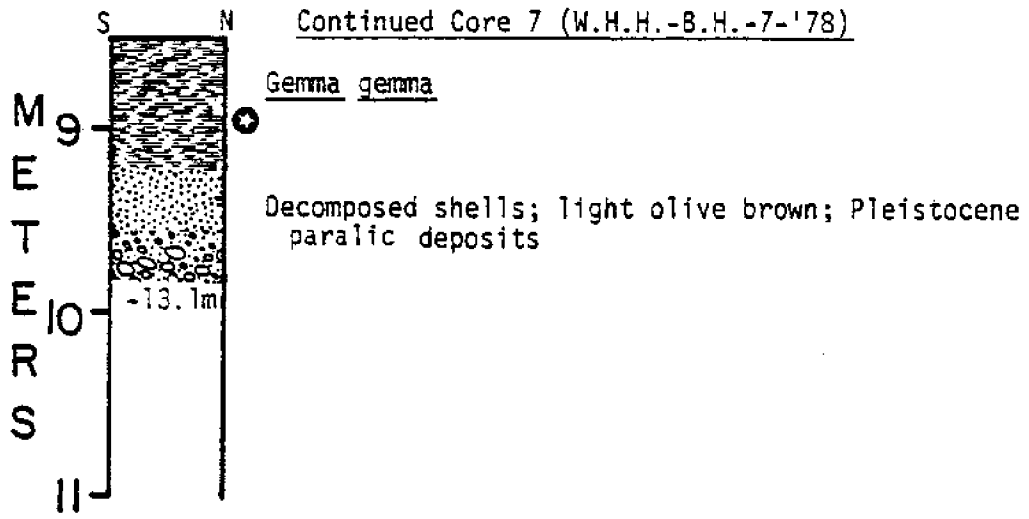 S N
Continued Core 7 (W.H.H.-B.H.-7-'78)
Gemma gemma
METERS
9
Decomposed shells; light olive brown; Pleistocene
paralic deposits
-13.1m
10
11